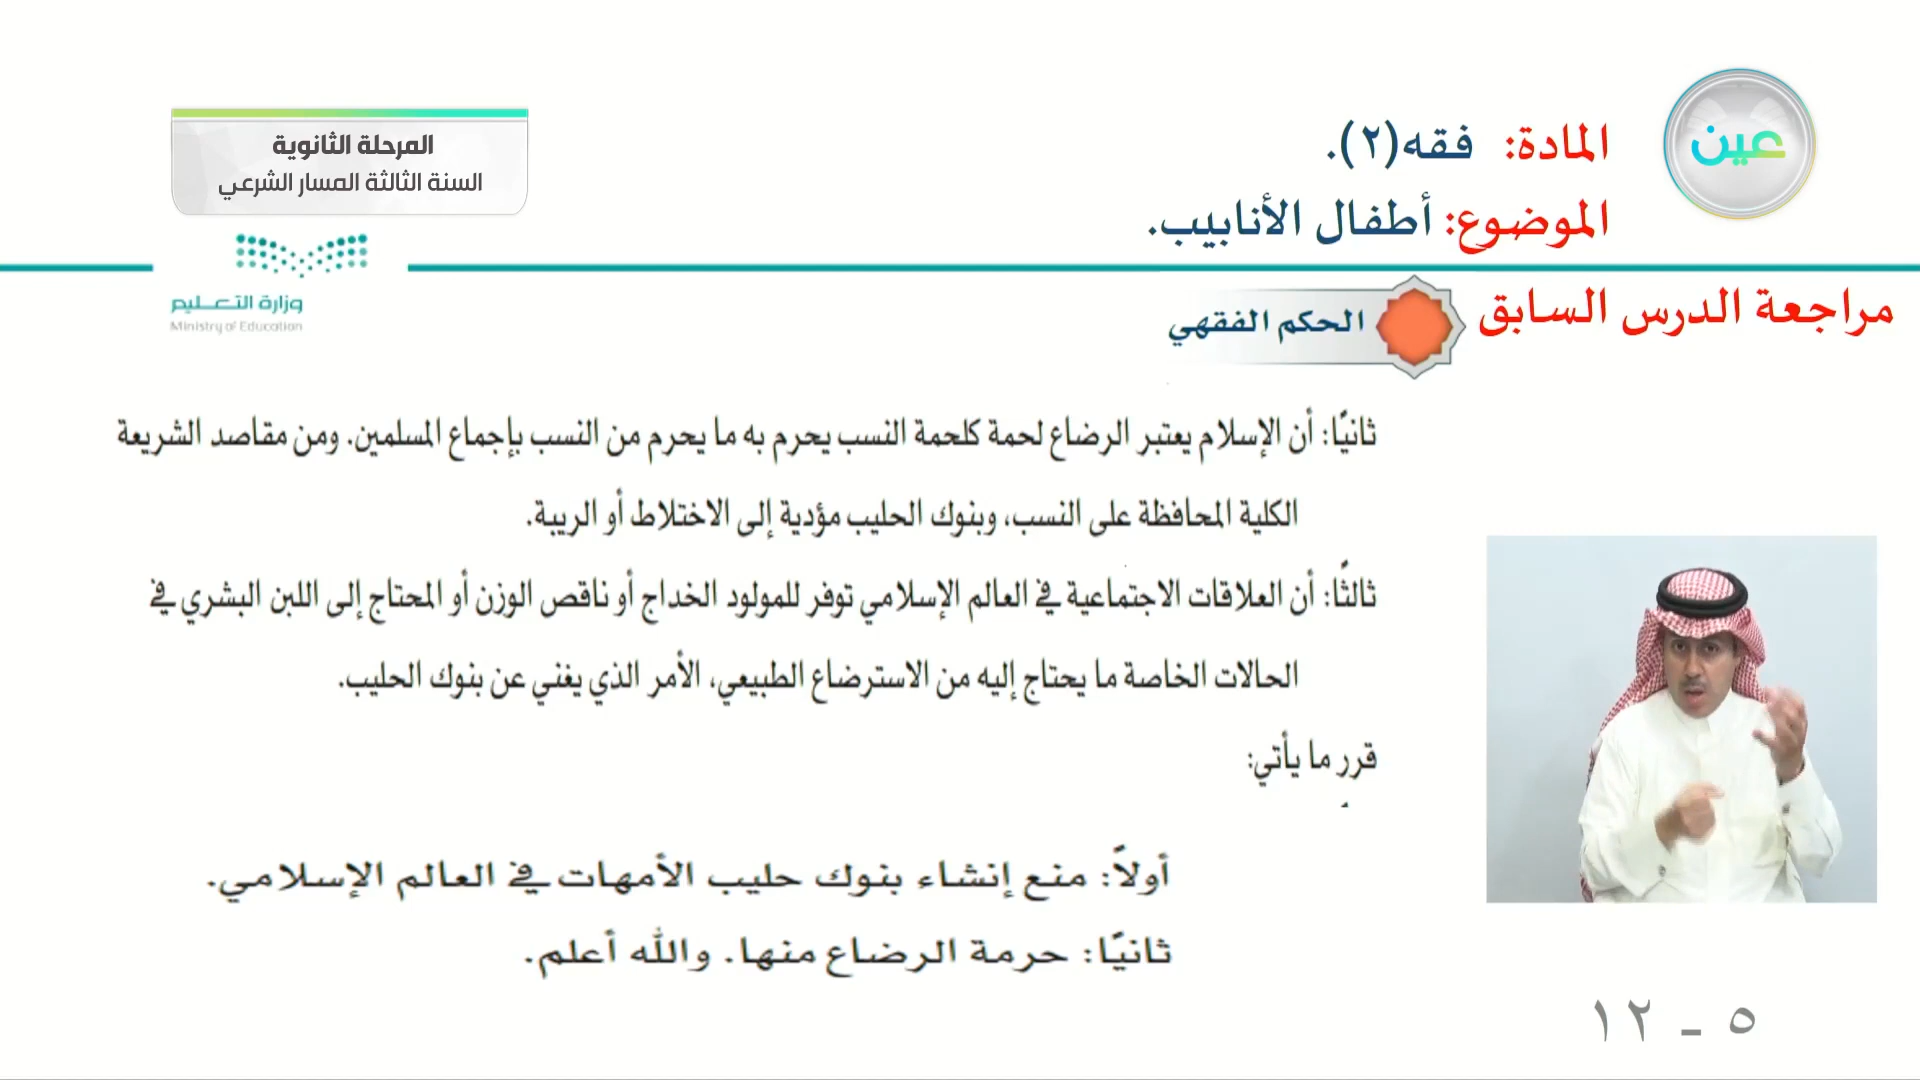 عين
المادة: فقه(٢).
الموضوع: أطفال الأنابيب.
المرحلة الثانوية
السنة الثالثة المسار الشرعي
وزارة التعليم
Ministry of Education
مراجعة الدرس السابق
الحكم الفقهي
ثانيًا: أن الإسلام يعتبر الرضاع لحمة كلحمة النسب يحرم به ما يحرم من النسب بإجماع المسلمين. ومن مقاصد الشريعة
الكلية المحافظة على النسب، وبنوك الحليب مؤدية إلى الاختلاط أو الريبة.
ثالثًا: أن العلاقات الاجتماعية في العالم الإسلامي توفر للمولود الخداج أو ناقص الوزن أو المحتاج إلى اللبن البشري في
الحالات الخاصة ما يحتاج إليه من الاسترضاع الطبيعي، الأمر الذي يغني عن بنوك الحليب.
قرر ما يأتي:
أولاً: منع إنشاء بنوك حليب الأمهات في العالم الإسلامي.
ثانيًا: حرمة الرضاع منها. والله أعلم.
٥ - ١٢